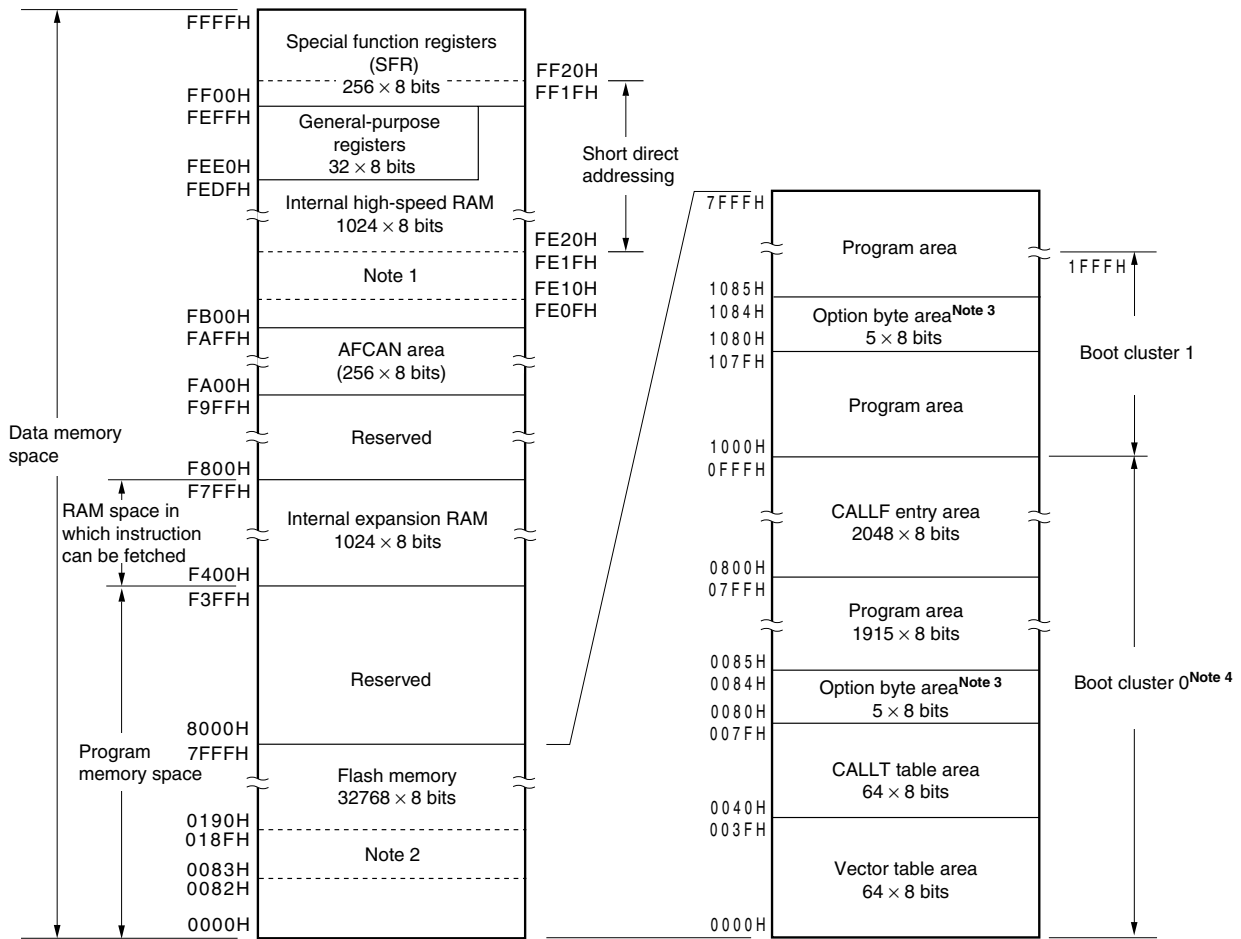 FFFFH
Special function registers
(SFR)
256 × 8 bits
FF20H
FF1FH
FF00H
FEFFH
General-purpose
registers
32 × 8 bits
Short direct
addressing
FEE0H
FEDFH
Internal high-speed RAM
1024 × 8 bits
FE20H
FE1FH
Note 1
FE10H
FE0FH
FB00H
FAFFH
AFCAN area
(256 × 8 bits)
FA00H
F9FFH
Data memory
space
Reserved
F800H
F7FFH
RAM space in
which instruction
can be fetched
Internal expansion RAM
1024 × 8 bits
F400H
F3FFH
Reserved
8000H
7FFFH
Program
memory space
Flash memory
32768 × 8 bits
0190H
018FH
Note 2
0083H
0082H
0000H
7FFFH
Program area
1FFFH
1085H
1084H
Option byte area Note 3
5 × 8 bits
1080H
107FH
Boot cluster 1
Program area
1000H
0FFFH
CALLF entry area
2048 × 8 bits
0800H
07FFH
Program area
1915 × 8 bits
0085H
0084H
Option byte area Note 3
5 × 8 bits
Boot cluster 0 Note 4
0080H
007FH
CALLT table area
64 × 8 bits
0040H
003FH
Vector table area
64 × 8 bits
0000H